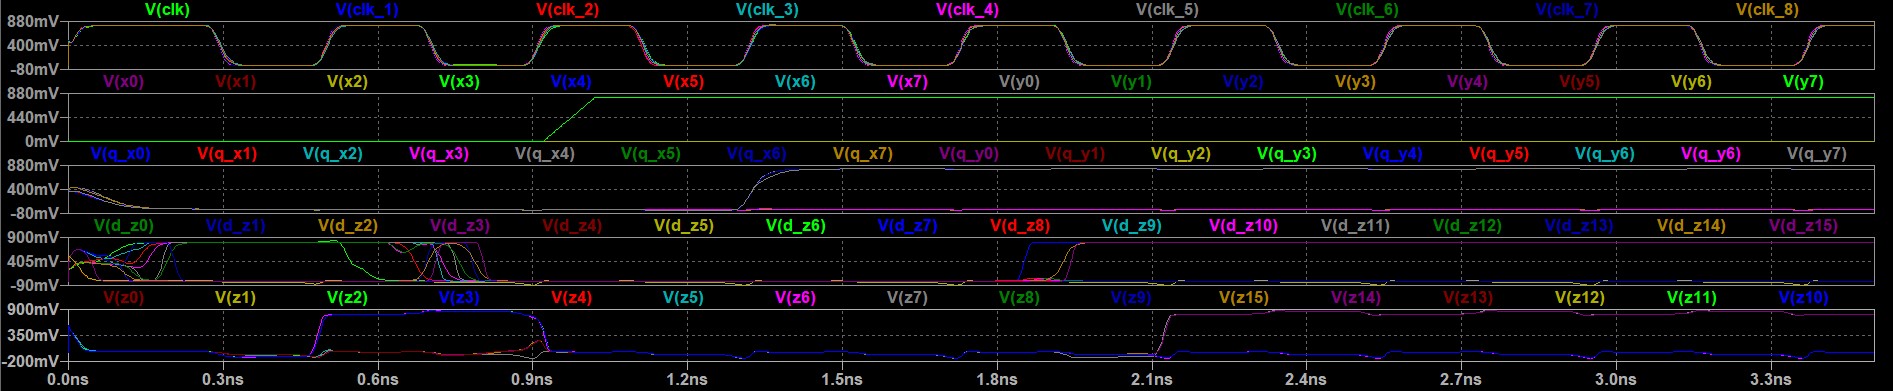 V(clk) V(clk_1) V(clk_2) V(clk_3) V(clk_4) V(clk_5) V(clk_6) V(clk_7) V(clk_8)
880mV
400mV
-80mV
V(x0) V(x1) V(x2) V(x3) V(x4) V(x5) V(x6) V(x7) V(y0) V(y1) V(y2) V(y3) V(y4) V(y5) V(y6) V(y7)
880mV
440mV
0mV
V(q_x0) V(q_x1) V(q_x2) V(q_x3) V(q_x4) V(q_x5) V(q_x6) V(q_x7) V(q_y0) V(q_y1) V(q_y2) V(q_y3) V(q_y4) V(q_y5) V(q_y6) V(q_y6) V(q_y7)
880mV
400mV
-80mV
V(d_z0) V(d_z1) V(d_z2) V(d_z3) V(d_z4) V(d_z5) V(d_z6) V(d_z7) V(d_z8) V(d_z9) V(d_z10) V(d_z11) V(d_z12) V(d_z13) V(d_z14) V(d_z15)
900mV
405mV
-90mV
V(z0) V(z1) V(z2) V(z3) V(z4) V(z5) V(z6) V(z7) V(z8) V(z9) V(z15) V(z14) V(z13) V(z12) V(z11) V(z10)
900mV
350mV
-200mV
0.0ns 0.3ns 0.6ns 0.9ns 1.2ns 1.5ns 1.8ns 2.1ns 2.4ns 2.7ns 3.0ns 3.3ns